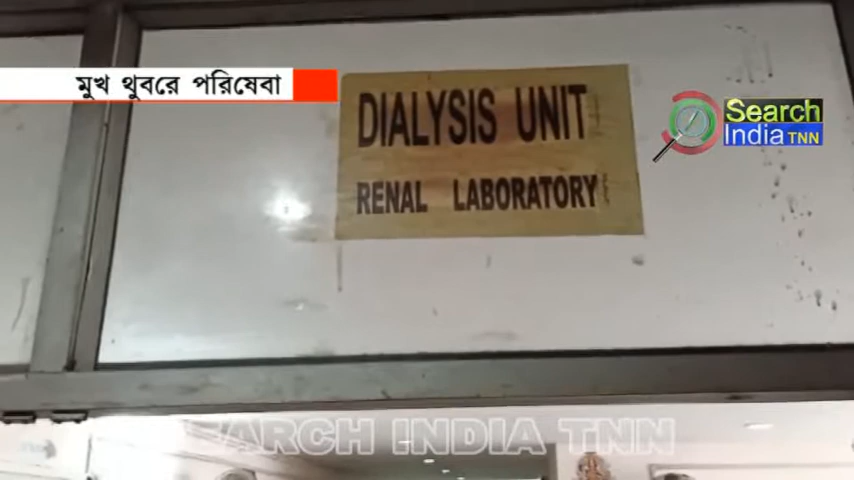 মুখ থুবরে পরিষেবা
DIALYSIS UNIT
RENAL LABORATORY
Search
India TNN
SEARCH INDIA TNN